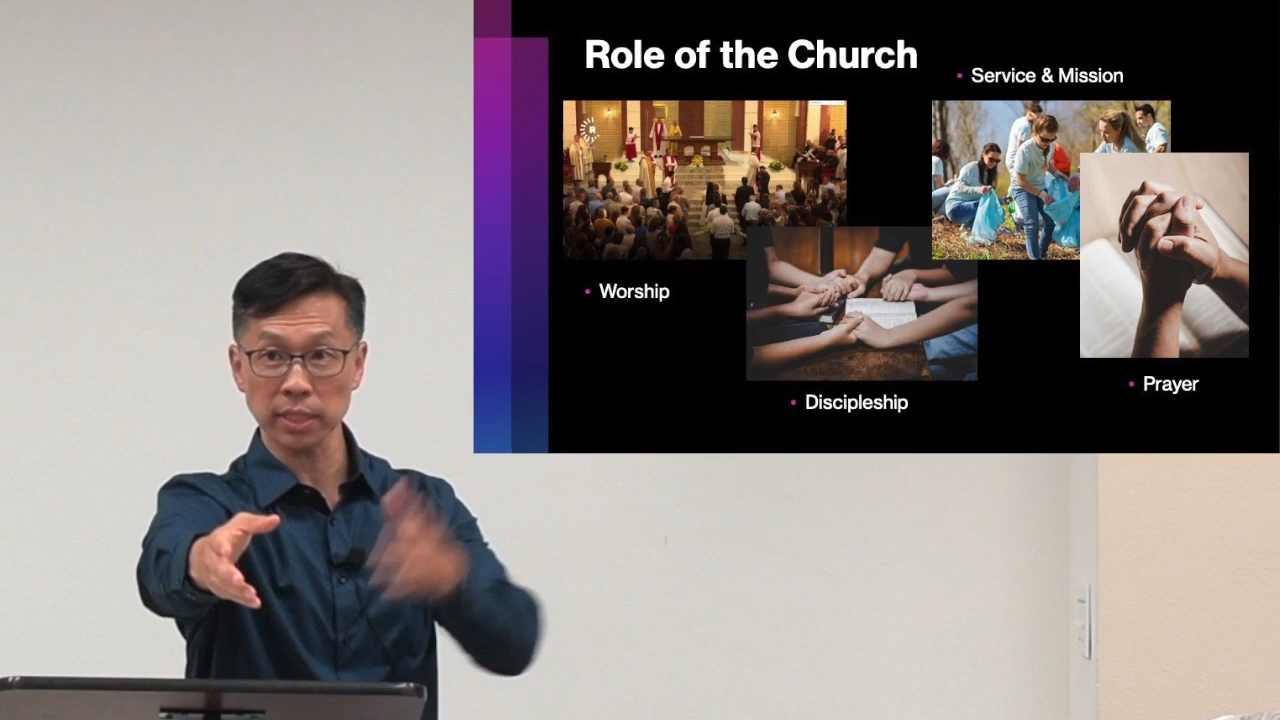 Role of the Church
• Service & Mission
• Worship
• Discipleship
• Prayer